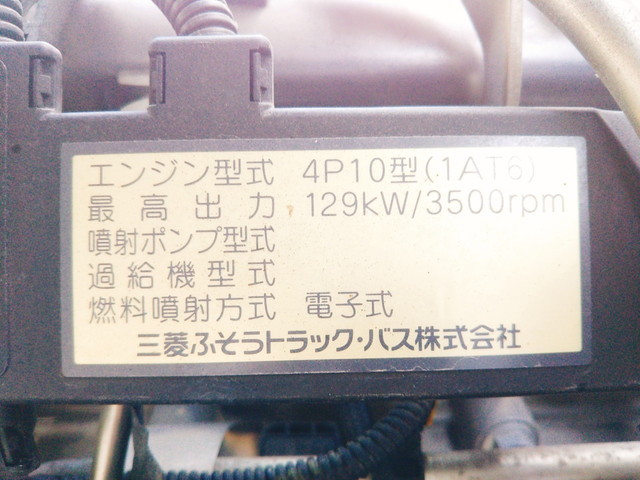 エンジン型式 4P10型(1AT6)
最高出力 129kW/3500rpm
噴射ポンプ型式
過給機型式
燃料噴射方式 電子式
三菱ふそうトラック・バス株式会社